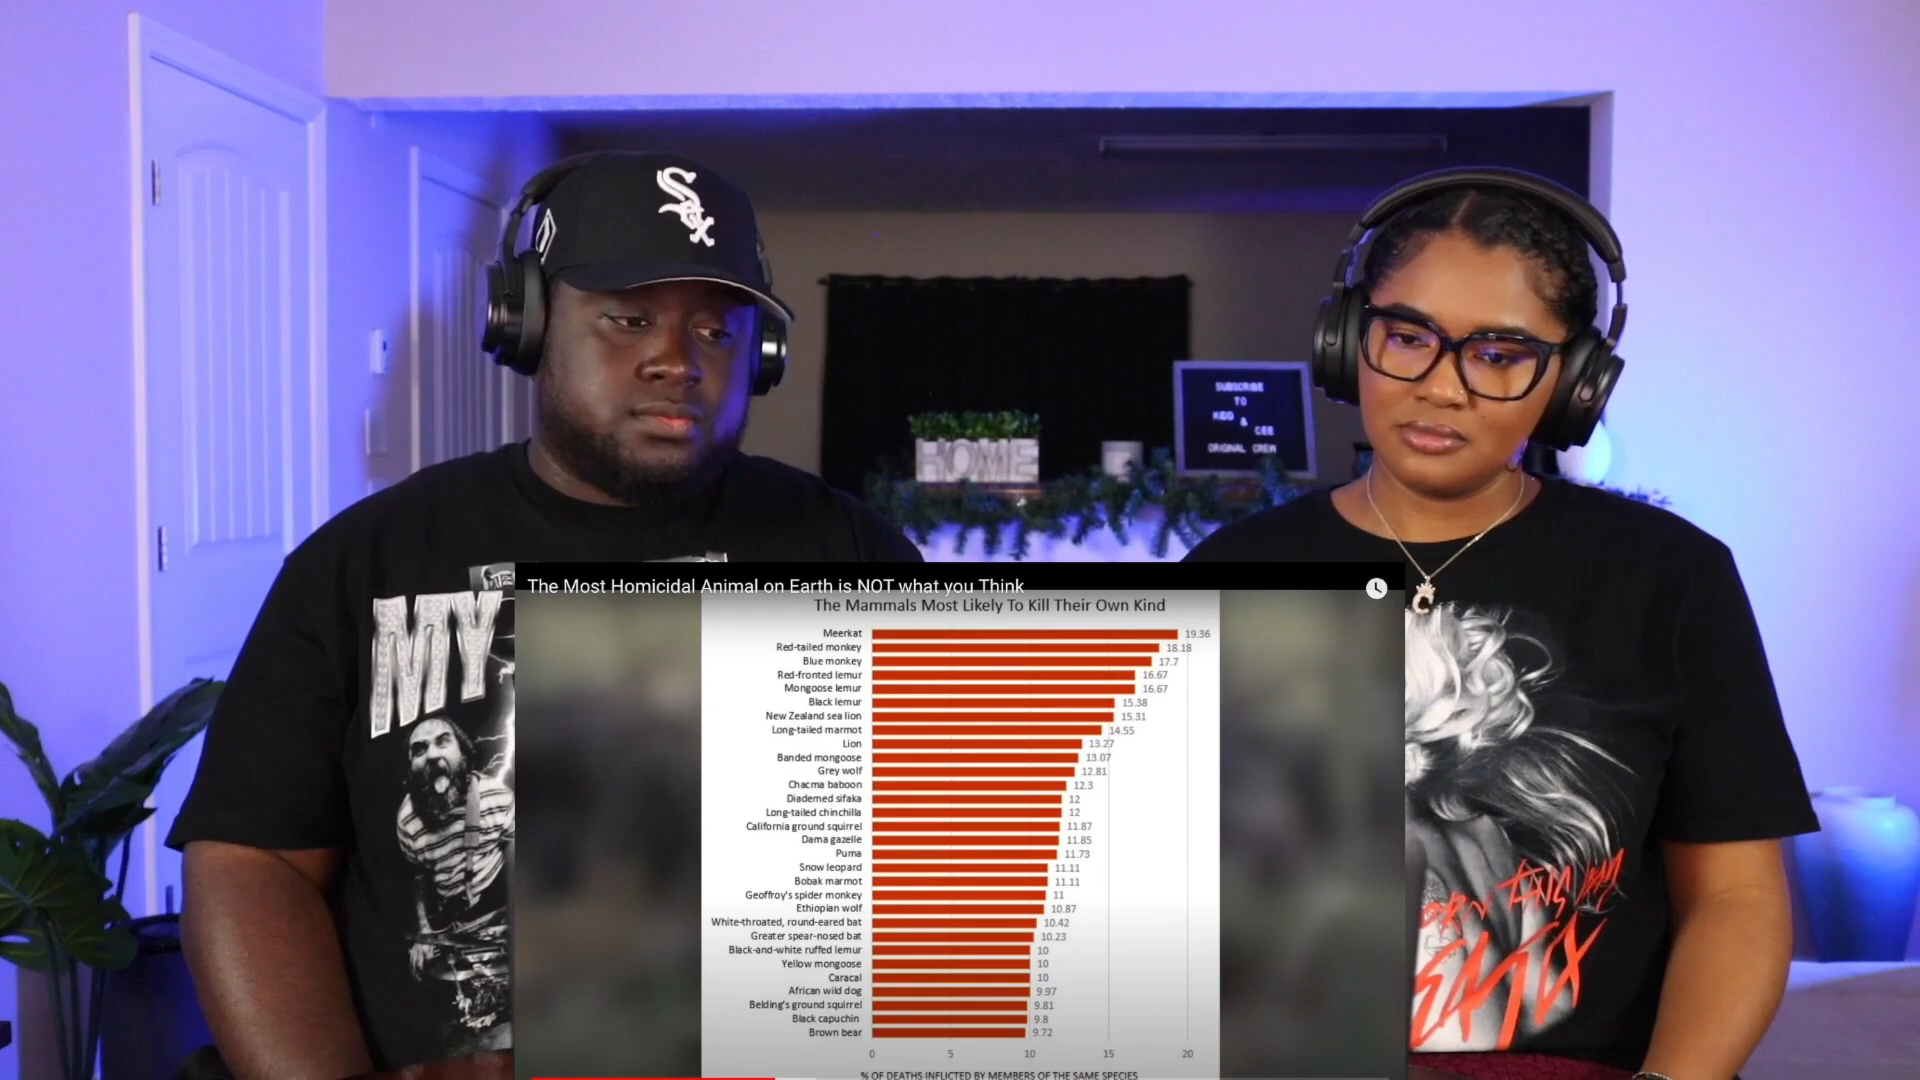 Sox
SUBSCRIBE
TO
KIDD
&
CEE
ORIGINAL CREW
HOME
MY
The Most Homicidal Animal on Earth is NOT what you Think
The Mammals Most Likely To Kill Their Own Kind
Meerkat 19.36
Red-tailed monkey 18.18
Blue monkey 17.7
Red-fronted lemur 16.67
Mongoose lemur 16.67
Black lemur 15.38
New Zealand sea lion 15.31
Long-tailed marmot 14.55
Lion 13.27
Banded mongoose 13.07
Grey wolf 12.81
Chacma baboon 12.3
Diademed sifaka 12
Long-tailed chinchilla 12
California ground squirrel 11.87
Dama gazelle 11.85
Puma 11.73
Snow leopard 11.11
Bobak marmot 11.11
Geoffroy's spider monkey 11
Ethiopian wolf 10.87
White-throated, round-eared bat 10.42
Greater spear-nosed bat 10.23
Black-and-white ruffed lemur 10
Yellow mongoose 10
Caracal 10
African wild dog 9.97
Belding's ground squirrel 9.81
Black capuchin 9.8
Brown bear 9.72
0 5 10 15 20
% OF DEATHS INFLICTED BY MEMBERS OF THE SAME SPECIES